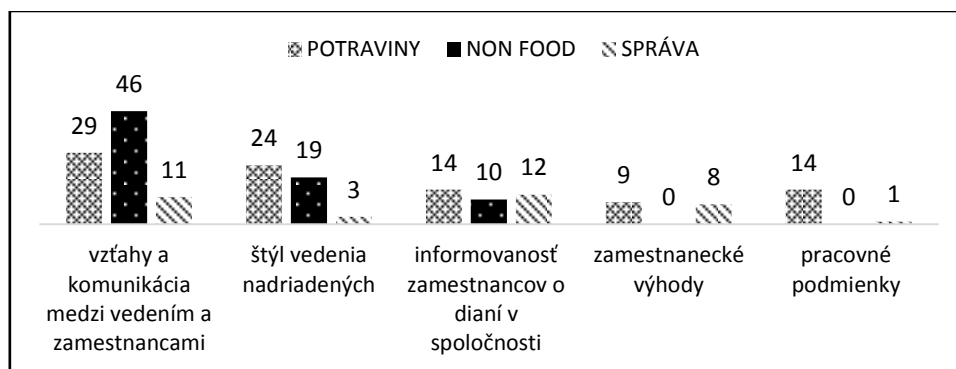 POTRAVINY NON FOOD SPRÁVA
29 46 11 24 19 3 14 10 12 9 0 8 14 0 1
vzťahy a
komunikácia
medzi vedením a
zamestnancami
štýl vedenia
nadriadených
informovanosť
zamestnancov o
dianí v
spoločnosti
zamestnanecké
výhody
pracovné
podmienky